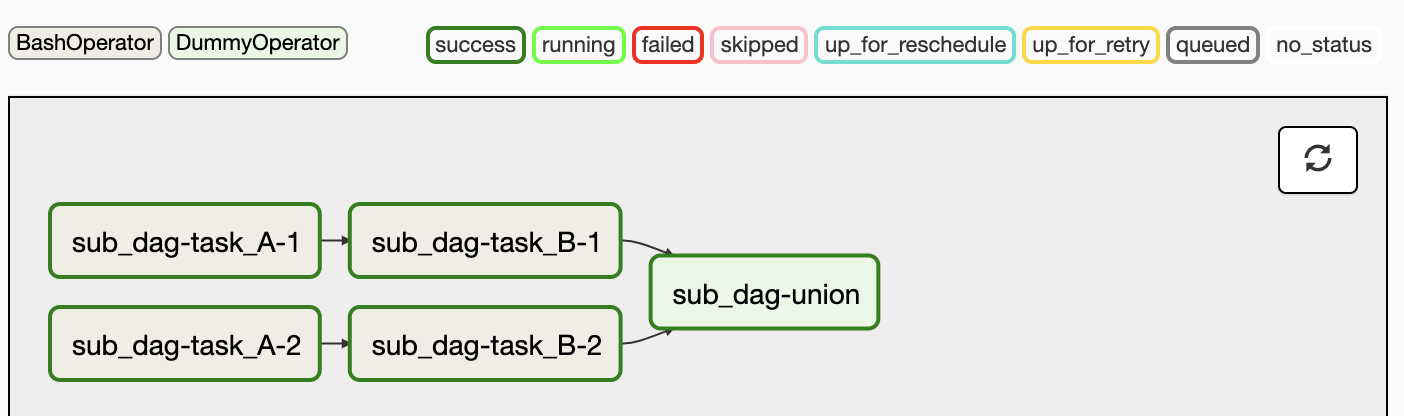 BashOperator DummyOperator success running failed skipped up_for_reschedule up_for_retry queued no_status
sub_dag-task_A-1 sub_dag-task_B-1
sub_dag-union
sub_dag-task_A-2 sub_dag-task_B-2